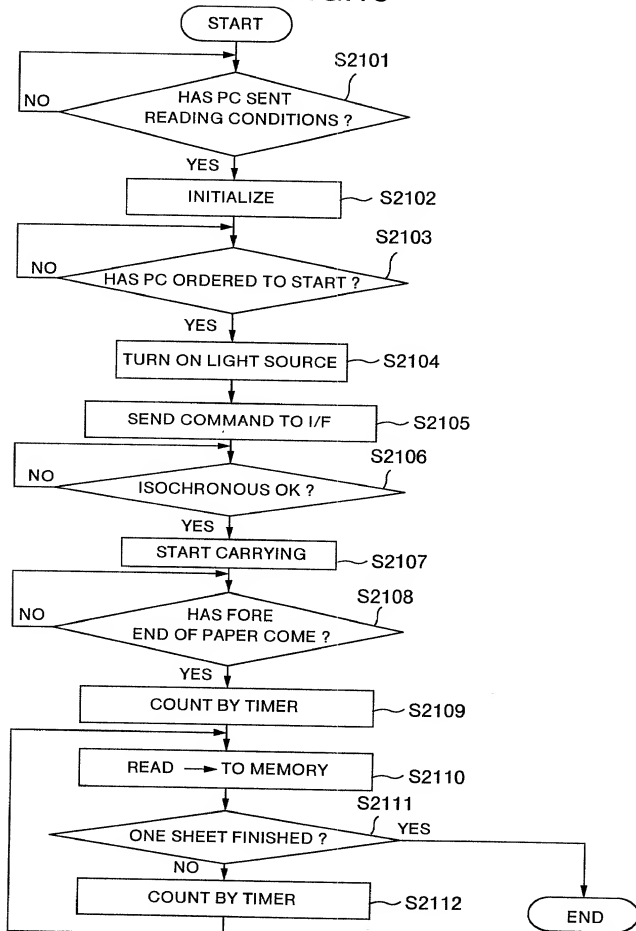 START
S2101
NO
HAS PC SENT
READING CONDITIONS ?
YES
INITIALIZE
S2102
S2103
NO
HAS PC ORDERED TO START ?
YES
TURN ON LIGHT SOURCE
S2104
SEND COMMAND TO I/F
S2105
S2106
NO
ISOCHRONOUS OK ?
YES
START CARRYING
S2107
S2108
NO
HAS FORE
END OF PAPER COME ?
YES
COUNT BY TIMER
S2109
READ → TO MEMORY
S2110
S2111
ONE SHEET FINISHED ?
YES
NO
COUNT BY TIMER
S2112
END